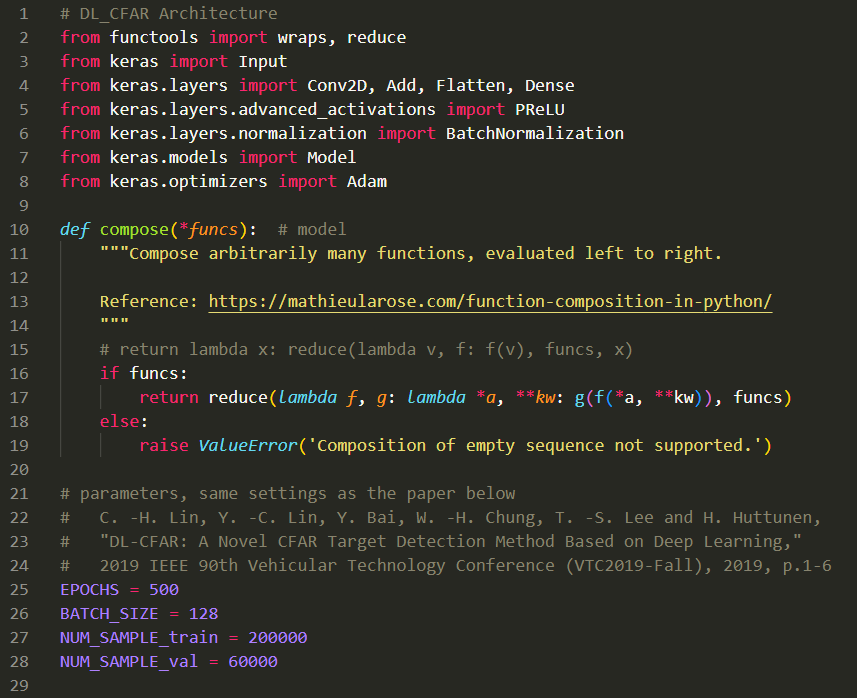 1 # DL_CFAR Architecture
2 from functools import wraps, reduce
3 from keras import Input
4 from keras.layers import Conv2D, Add, Flatten, Dense
5 from keras.layers.advanced_activations import PReLU
6 from keras.layers.normalization import BatchNormalization
7 from keras.models import Model
8 from keras.optimizers import Adam
9
10 def compose(*funcs):  # model
11     """Compose arbitrarily many functions, evaluated left to right.
12
13     Reference: https://mathieularose.com/function-composition-in-python/
14     """
15     # return lambda x: reduce(lambda v, f: f(v), funcs, x)
16     if funcs:
17         return reduce(lambda f, g: lambda *a, **kw: g(f(*a, **kw)), funcs)
18     else:
19         raise ValueError('Composition of empty sequence not supported.')
20
21 # parameters, same settings as the paper below
22 #   C. -H. Lin, Y. -C. Lin, Y. Bai, W. -H. Chung, T. -S. Lee and H. Huttunen,
23 #   "DL-CFAR: A Novel CFAR Target Detection Method Based on Deep Learning,"
24 #   2019 IEEE 90th Vehicular Technology Conference (VTC2019-Fall), 2019, p.1-6
25 EPOCHS = 500
26 BATCH_SIZE = 128
27 NUM_SAMPLE_train = 200000
28 NUM_SAMPLE_val = 60000
29